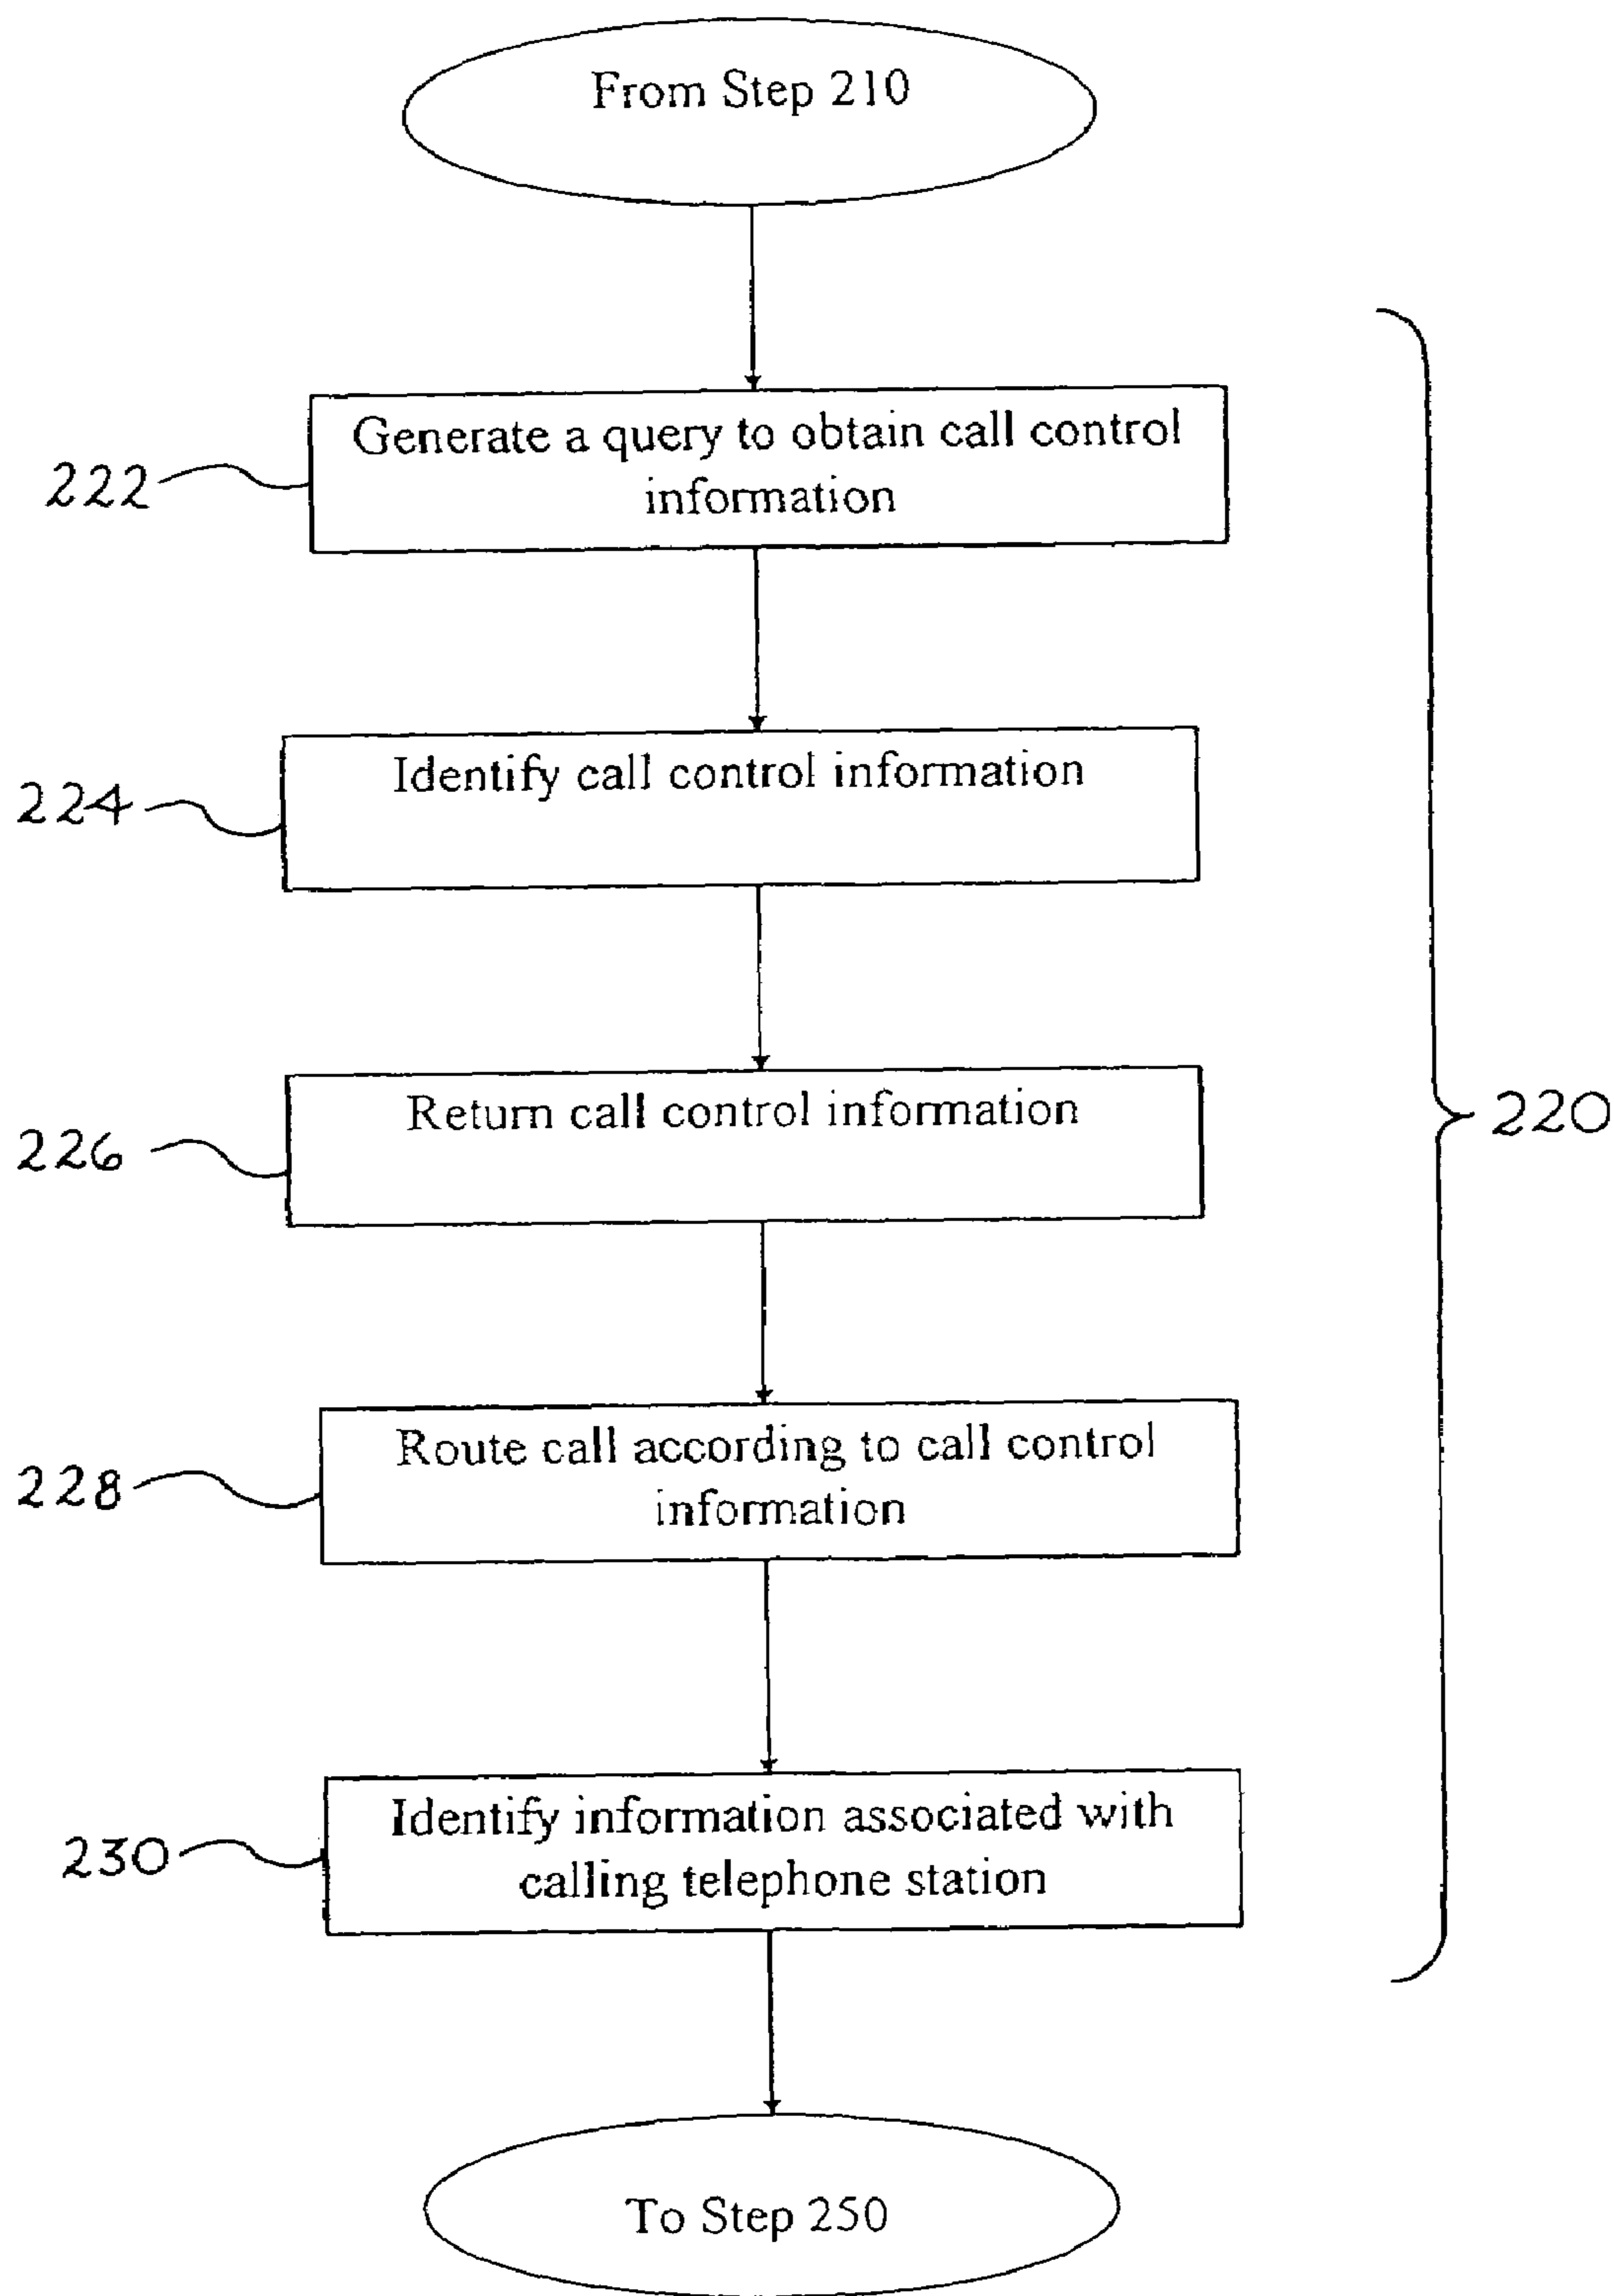 From Step 210
Generate a query to obtain call control
information
222
Identify call control information
224
Return call control information
226
220
Route call according to call control
information
228
Identify information associated with
calling telephone station
230
To Step 250